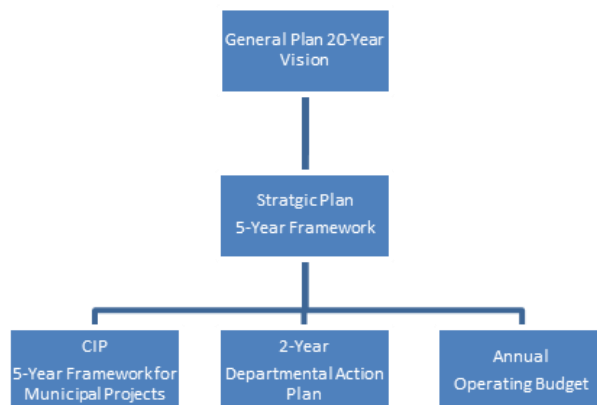 General Plan 20-Year
Vision
Stratgic Plan
5-Year Framework
CIP
5-Year Framework for
Municipal Projects
2-Year
Departmental Action
Plan
Annual
Operating Budget